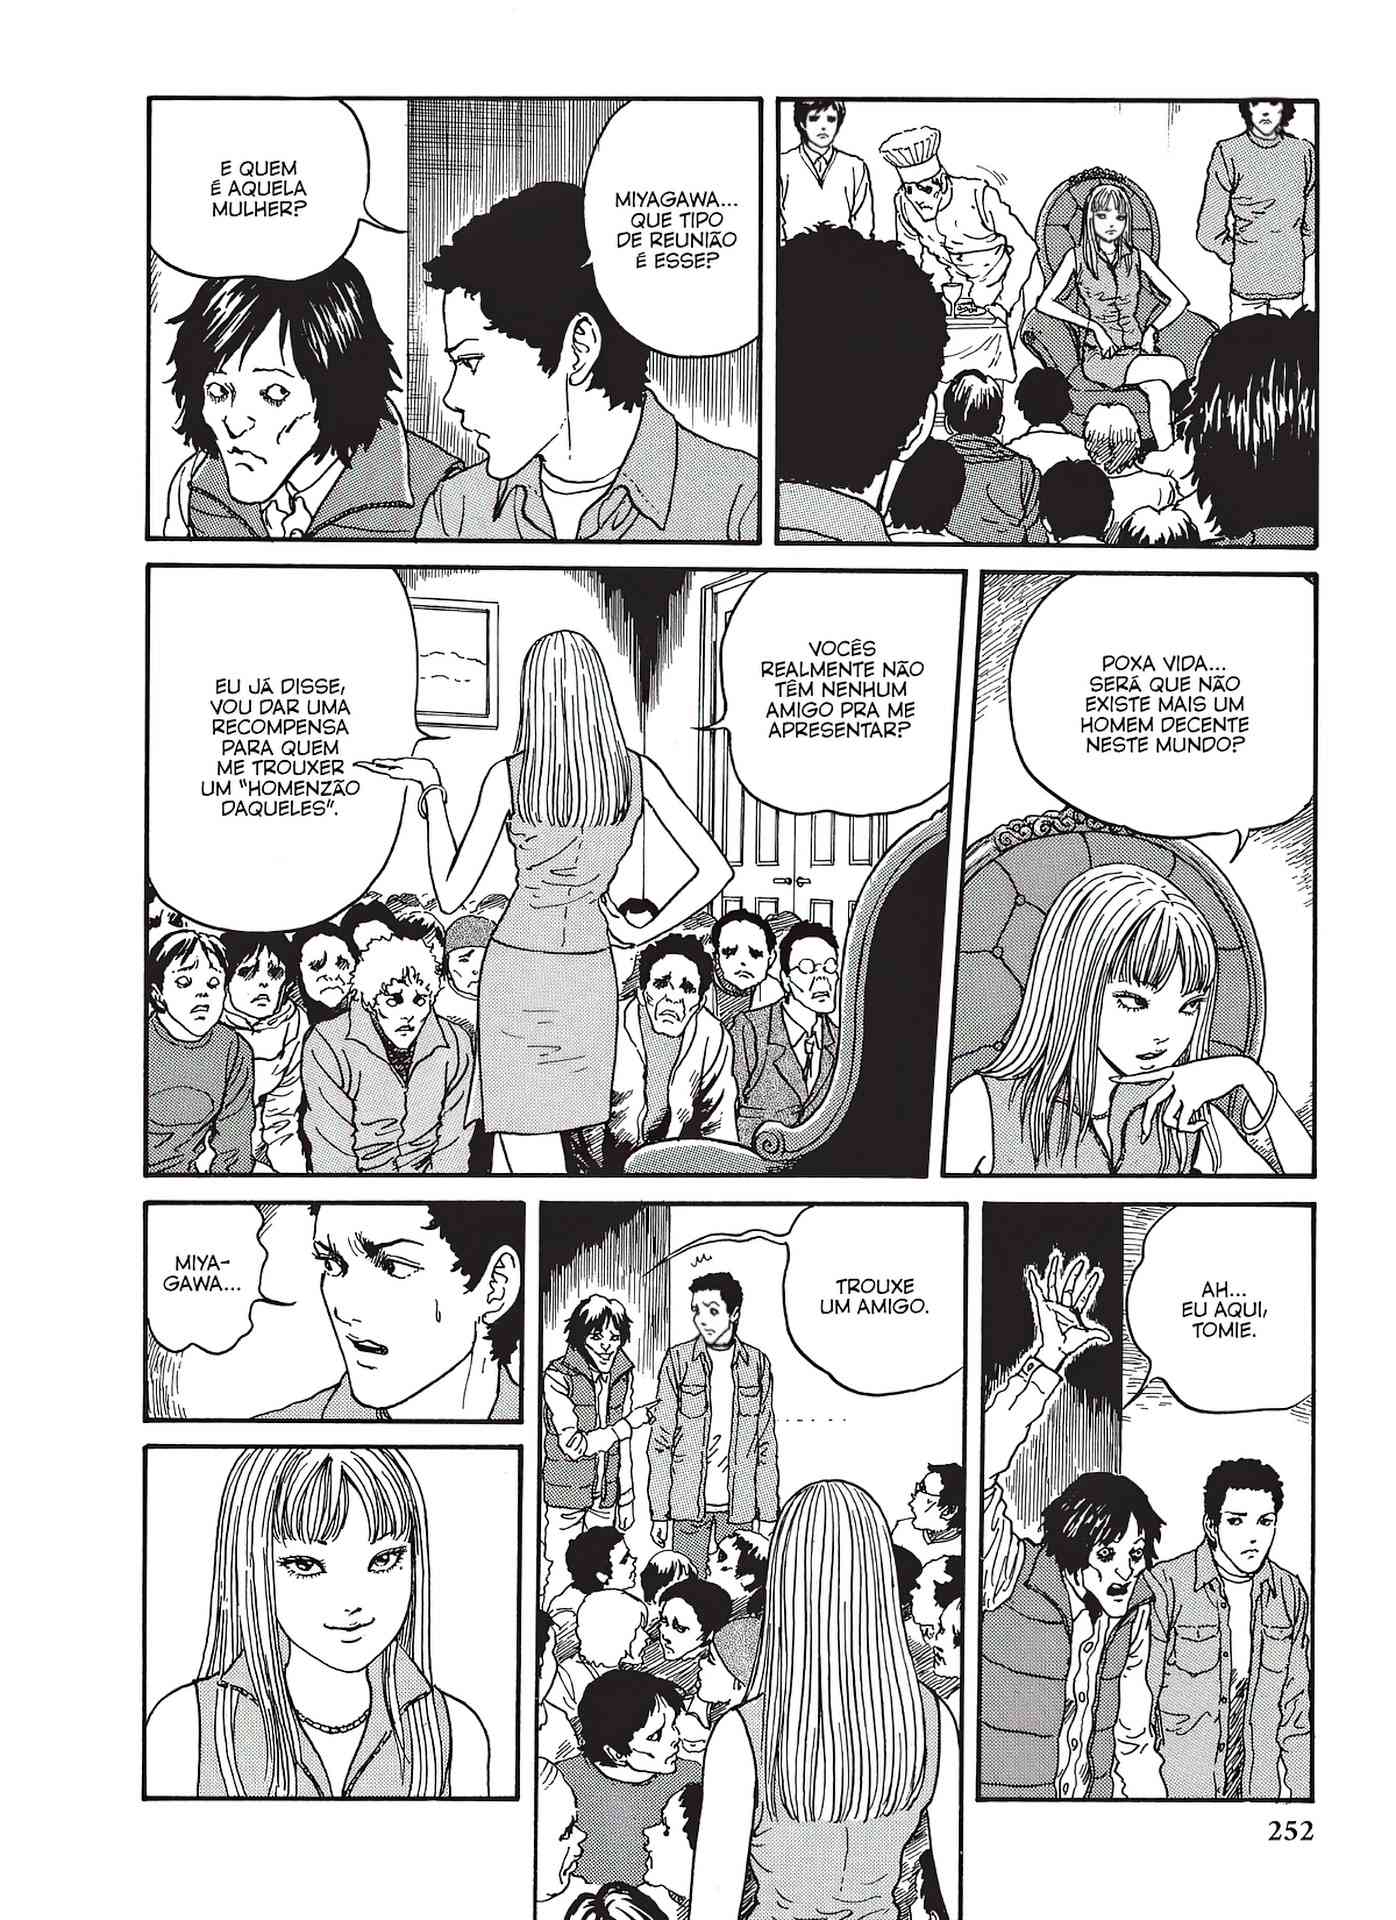 MIYAGAWA...
QUE TIPO
DE REUNIÃO
É ESSE?
E QUEM
É AQUELA
MULHER?
POXA VIDA...
SERÁ QUE NÃO
EXISTE MAIS UM
HOMEM DECENTE
NESTE MUNDO?
VOCÊS
REALMENTE NÃO
TÊM NENHUM
AMIGO PRA ME
APRESENTAR?
EU JÁ DISSE,
VOU DAR UMA
RECOMPENSA
PARA QUEM
ME TROUXER
UM “HOMENZÃO
DAQUELES”.
AH...
EU AQUI,
TOMIE.
TROUXE
UM AMIGO.
MIYA-
GAWA...
252